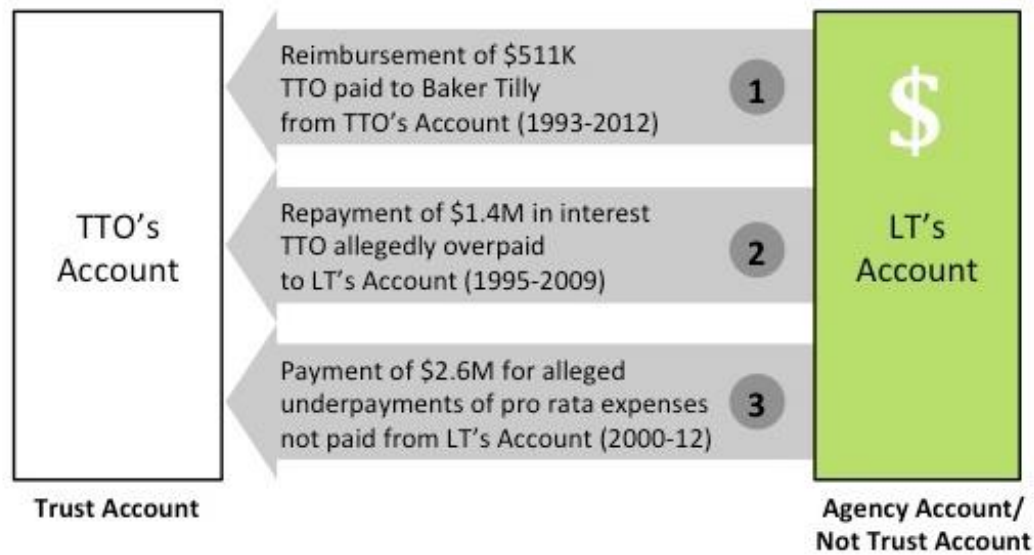 Reimbursement of $511K
TTO paid to Baker Tilly
from TTO's Account (1993-2012)
1
$
TTO's
Account
Repayment of $1.4M in interest
TTO allegedly overpaid
to LT's Account (1995-2009)
2
LT's
Account
Payment of $2.6M for alleged
underpayments of pro rata expenses
not paid from LT's Account (2000-12)
3
Trust Account
Agency Account/
Not Trust Account